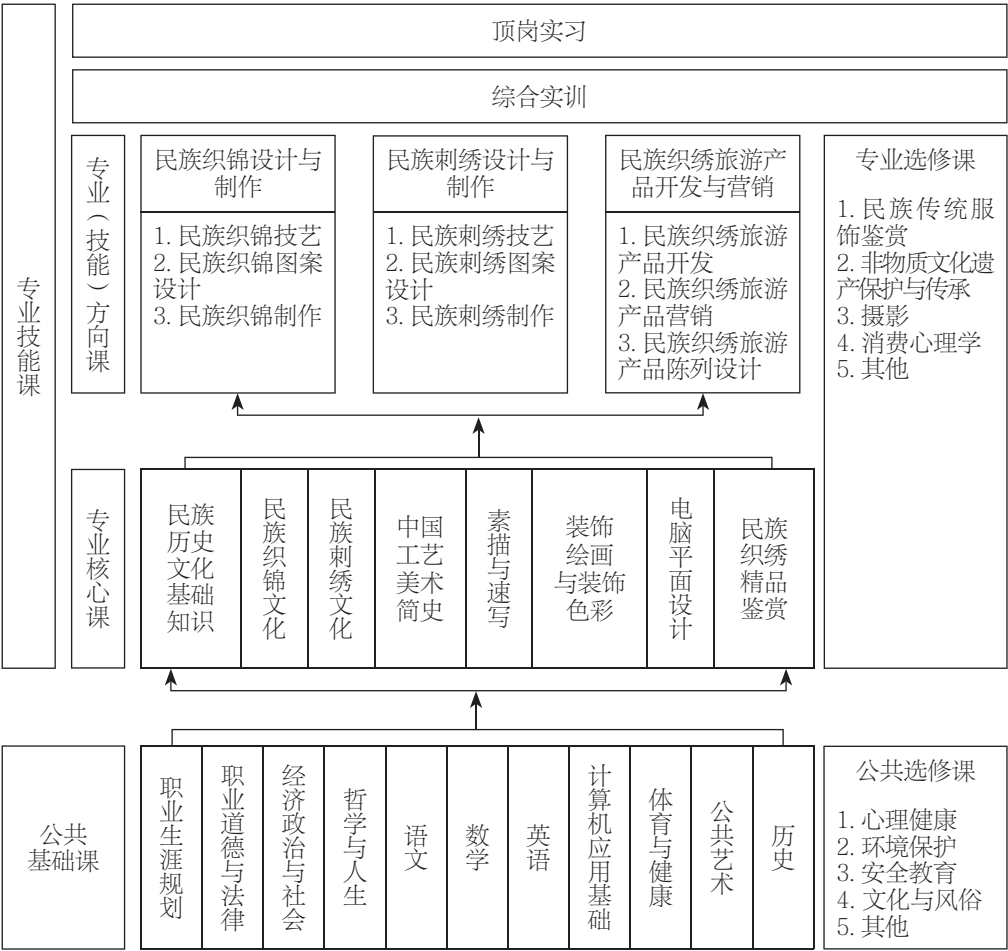 顶岗实习
综合实训
专业技能课
专业（技能）方向课
民族织锦设计与
制作
1. 民族织锦技艺
2. 民族织锦图案
设计
3. 民族织锦制作
民族刺绣设计与
制作
1. 民族刺绣技艺
2. 民族刺绣图案
设计
3. 民族刺绣制作
民族织绣旅游产
品开发与营销
1. 民族织绣旅游
产品开发
2. 民族织绣旅游
产品营销
3. 民族织绣旅游
产品陈列设计
专业选修课
1. 民族传统服
饰鉴赏
2. 非物质文化遗
产保护与传承
3. 摄影
4. 消费心理学
5. 其他
专业核心课
民族
历史
文化
基础
知识
民族织锦文化
民族刺绣文化
中国
工艺
美术
简史
素描与速写
装饰
绘画
与装饰
色彩
电脑平面设计
民族
织绣
精品
鉴赏
公共
基础课
职业生涯规划
职业道德与法律
经济政治与社会
哲学与人生
语文
数学
英语
计算机应用基础
体育与健康
公共艺术
历史
公共选修课
1. 心理健康
2. 环境保护
3. 安全教育
4. 文化与风俗
5. 其他